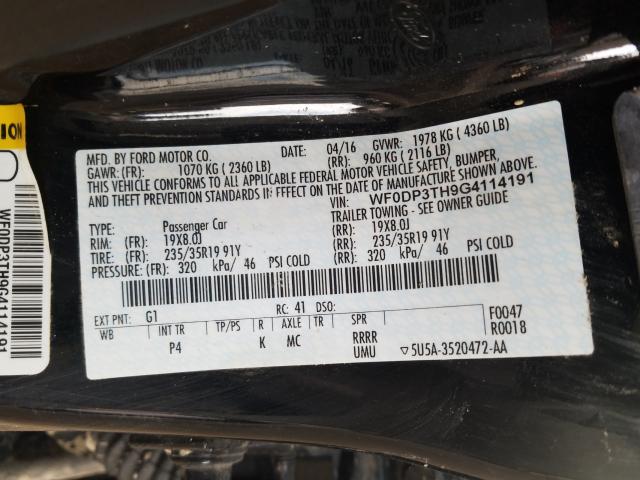 MFD. BY FORD MOTOR CO. DATE: 04/16 GVWR: 1978 KG ( 4360 LB)
GAWR: (FR): 1070 KG ( 2360 LB) (RR): 960 KG ( 2116 LB)
THIS VEHICLE CONFORMS TO ALL APPLICABLE FEDERAL MOTOR VEHICLE SAFETY, BUMPER,
AND THEFT PREVENTION STANDARDS IN EFFECT ON THE DATE OF MANUFACTURE SHOWN ABOVE.
VIN: WF0DP3TH9G4114191
TYPE: Passenger Car TRAILER TOWING - SEE OWNER GUIDE
RIM: (FR): 19X8.0J (RR): 19X8.0J
TIRE: (FR): 235/35R19 91Y (RR): 235/35R19 91Y
PRESSURE: (FR): 320 kPa/ 46 PSI COLD (RR): 320 kPa/ 46 PSI COLD
EXT PNT: G1 RC: 41 DSO: F0047
WB INT TR TP/PS R AXLE TR SPR R0018
P4 K MC RRRR
UMU ▽5U5A-3520472-AA
WF0DP3TH9G4114191